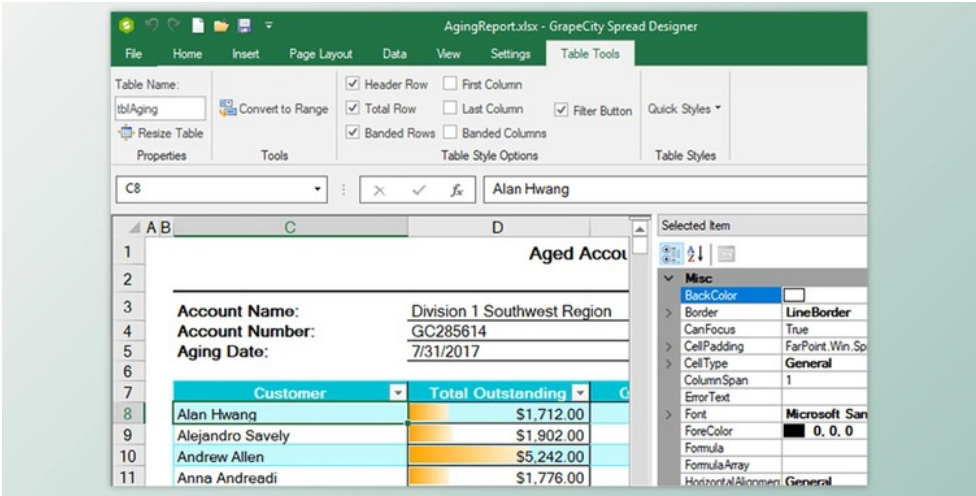 AgingReport.xlsx - GrapeCity Spread Designer
File Home Insert Page Layout Data View Settings Table Tools
Table Name:
tblAging
Resize Table
Properties
Convert to Range
Tools
Header Row First Column
Total Row Last Column Filter Button
Banded Rows Banded Columns
Table Style Options
Quick Styles
Table Styles
C8 fx Alan Hwang
A B C D
1 Aged Accou
2
3 Account Name: Division 1 Southwest Region
4 Account Number: GC285614
5 Aging Date: 7/31/2017
6
7 Customer Total Outstanding
8 Alan Hwang $1,712.00
9 Alejandro Savely $1,902.00
10 Andrew Allen $5,242.00
11 Anna Andreadi $1,776.00
Selected Item
Misc
BackColor
Border LineBorder
CanFocus True
CellPadding FarPoint.Win.Sp
CellType General
ColumnSpan 1
ErrorText
Font Microsoft San
ForeColor 0, 0, 0
Formula
FormulaArray
HorizontalAlignmen General